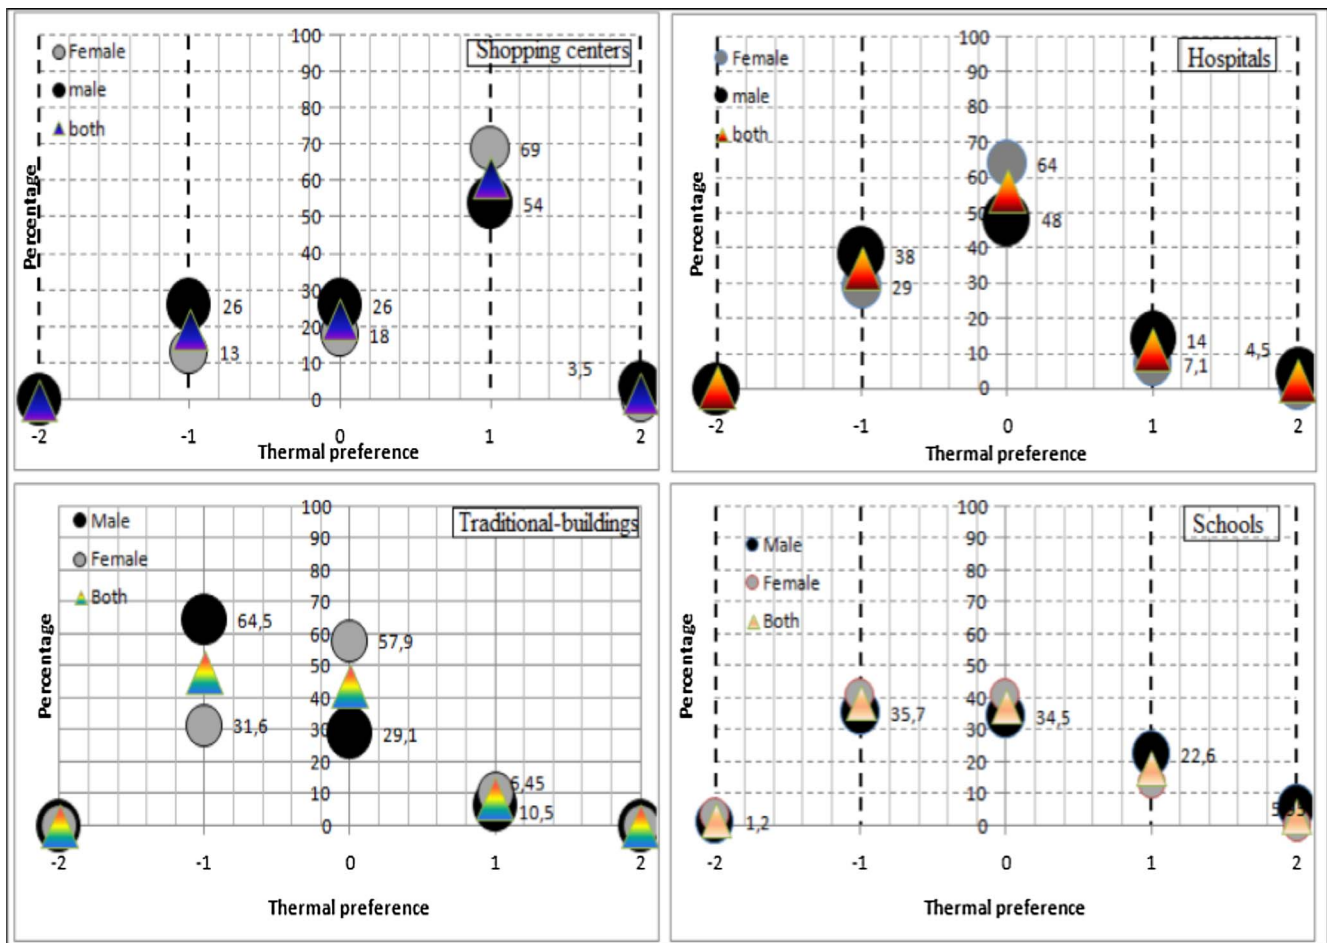 Shopping centers
Female
male
both
Percentage
100
90
80
70
60
50
40
30
20
10
0
69
54
26
13
26
18
3,5
-2 -1 0 1 2
Thermal preference
Hospitals
Female
male
both
Percentage
100
90
80
70
60
50
40
30
20
10
0
64
48
38
29
14
7,1
4,5
-2 -1 0 1 2
Thermal preference
Traditional-buildings
Male
Female
Both
Percentage
100
90
80
70
60
50
40
30
20
10
0
64,5
31,6
57,9
29,1
6,45
10,5
-2 -1 0 1 2
Thermal preference
Schools
Male
Female
Both
Percentage
100
90
80
70
60
50
40
30
20
10
0
1,2
35,7
34,5
22,6
-2 -1 0 1 2
Thermal preference